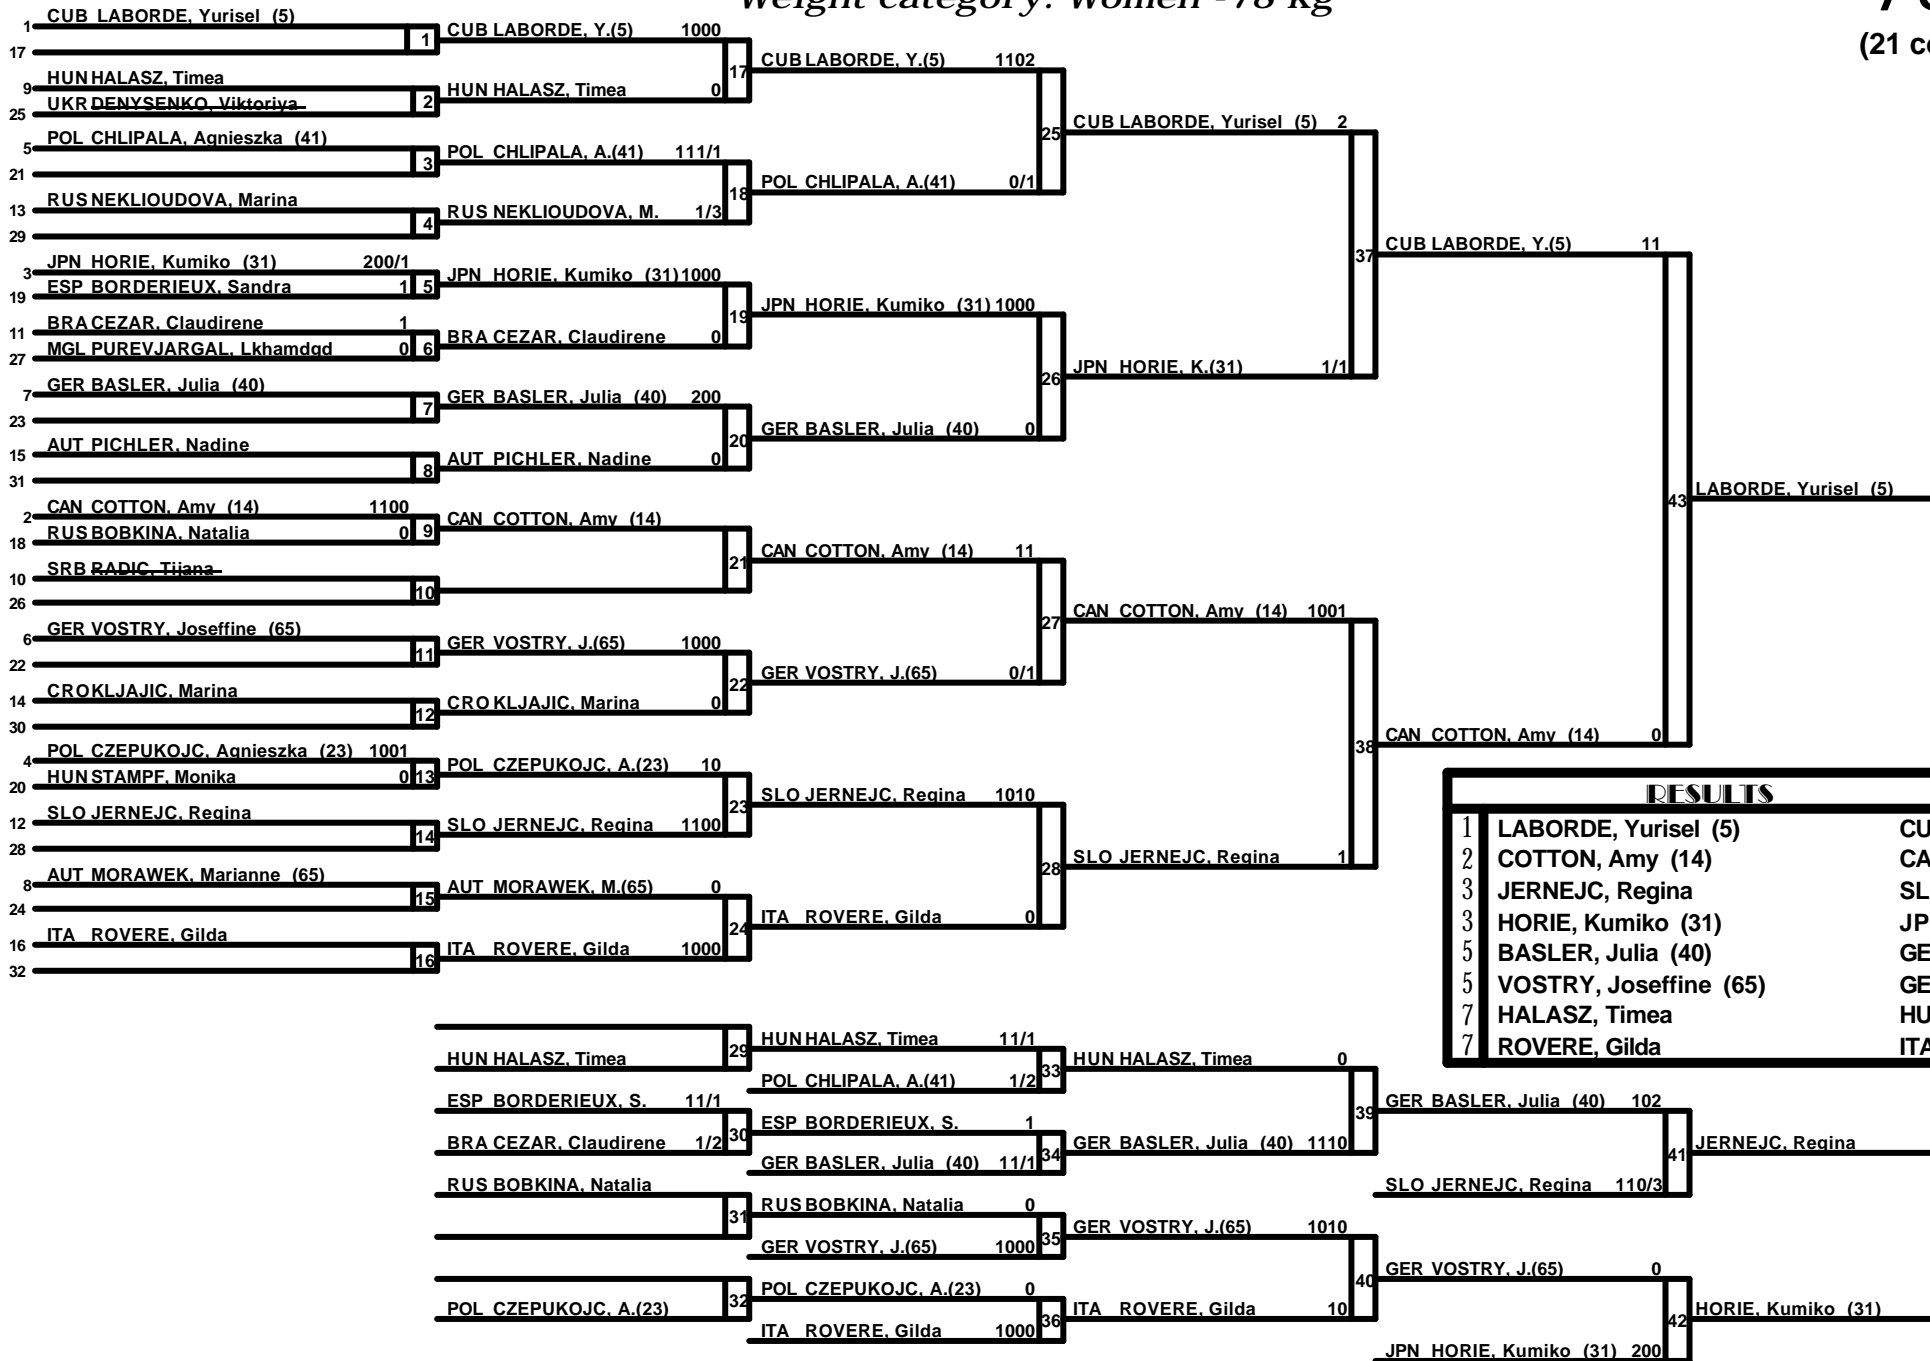 Weight category: Women -78 kg
(21 c
1 CUB LABORDE, Yurisel (5)
17
1
9 HUN HALASZ, Timea
25 UKR DENYSENKO, Viktoriya
2
5 POL CHLIPALA, Agnieszka (41)
21
3
13 RUS NEKLIOUDOVA, Marina
29
4
3 JPN HORIE, Kumiko (31) 200/1
19 ESP BORDERIEUX, Sandra 1
5
11 BRA CEZAR, Claudirene 1
27 MGL PUREVJARGAL, Lkhamdgd 0
6
7 GER BASLER, Julia (40)
23
7
15 AUT PICHLER, Nadine
31
8
2 CAN COTTON, Amy (14) 1100
18 RUS BOBKINA, Natalia 0
9
10 SRB RADIC, Tijana
26
10
6 GER VOSTRY, Joseffine (65)
22
11
14 CRO KLJAJIC, Marina
30
12
4 POL CZEPUKOJC, Agnieszka (23) 1001
20 HUN STAMPF, Monika 0
13
12 SLO JERNEJC, Regina
28
14
8 AUT MORAWEK, Marianne (65)
24
15
16 ITA ROVERE, Gilda
32
16
CUB LABORDE, Y.(5) 1000
17
HUN HALASZ, Timea 0
POL CHLIPALA, A.(41) 111/1
18
RUS NEKLIOUDOVA, M. 1/3
JPN HORIE, Kumiko (31) 1000
19
BRA CEZAR, Claudirene 0
GER BASLER, Julia (40) 200
20
AUT PICHLER, Nadine 0
CAN COTTON, Amy (14)
21
GER VOSTRY, J.(65) 1000
22
CRO KLJAJIC, Marina 0
POL CZEPUKOJC, A.(23) 10
23
SLO JERNEJC, Regina 1100
AUT MORAWEK, M.(65) 0
24
ITA ROVERE, Gilda 1000
CUB LABORDE, Y.(5) 1102
25
POL CHLIPALA, A.(41) 0/1
JPN HORIE, Kumiko (31) 1000
26
GER BASLER, Julia (40) 0
CAN COTTON, Amy (14) 11
27
GER VOSTRY, J.(65) 0/1
SLO JERNEJC, Regina 1010
28
ITA ROVERE, Gilda 0
CUB LABORDE, Yurisel (5) 2
37
JPN HORIE, K.(31) 1/1
CAN COTTON, Amy (14) 1001
38
SLO JERNEJC, Regina 1
CUB LABORDE, Y.(5) 11
43
CAN COTTON, Amy (14) 0
LABORDE, Yurisel (5)
RESULTS
1 LABORDE, Yurisel (5) CU
2 COTTON, Amy (14) CA
3 JERNEJC, Regina SL
3 HORIE, Kumiko (31) JP
5 BASLER, Julia (40) GE
5 VOSTRY, Joseffine (65) GE
7 HALASZ, Timea HU
7 ROVERE, Gilda ITA
29
HUN HALASZ, Timea
ESP BORDERIEUX, S. 11/1
30
BRA CEZAR, Claudirene 1/2
RUS BOBKINA, Natalia
31
32
POL CZEPUKOJC, A.(23)
HUN HALASZ, Timea 11/1
33
POL CHLIPALA, A.(41) 1/2
ESP BORDERIEUX, S. 1
34
GER BASLER, Julia (40) 11/1
RUS BOBKINA, Natalia 0
35
GER VOSTRY, J.(65) 1000
POL CZEPUKOJC, A.(23) 0
36
ITA ROVERE, Gilda 1000
HUN HALASZ, Timea 0
39
GER BASLER, Julia (40) 1110
GER VOSTRY, J.(65) 1010
40
ITA ROVERE, Gilda 10
GER BASLER, Julia (40) 102
41
SLO JERNEJC, Regina 110/3
GER VOSTRY, J.(65) 0
42
JPN HORIE, Kumiko (31) 200
JERNEJC, Regina
HORIE, Kumiko (31)